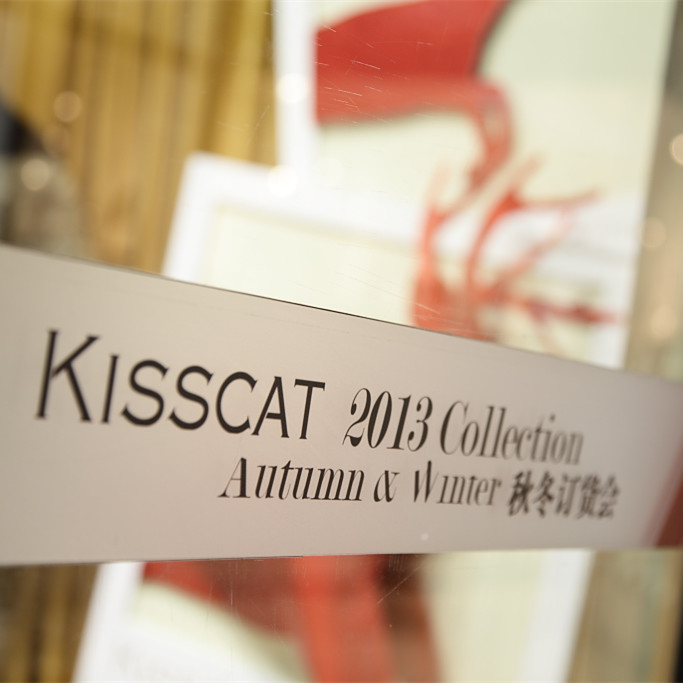 KISSCAT 2013 Collection
Autumn & Winter 秋冬订货会